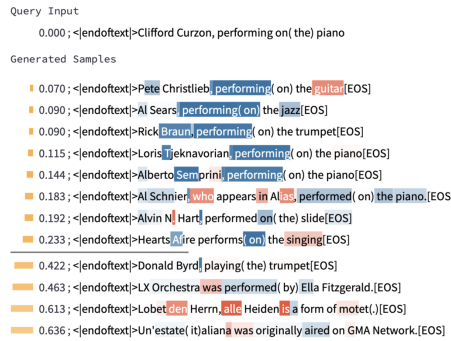 Query Input
0.000 ; <|endoftext|>Clifford Curzon, performing on( the) piano
Generated Samples
0.070 ; <|endoftext|>Pete Christlieb, performing( on) the guitar[EOS]
0.090 ; <|endoftext|>Al Sears, performing( on) the jazz[EOS]
0.090 ; <|endoftext|>Rick Braun, performing( on) the trumpet[EOS]
0.115 ; <|endoftext|>Loris Tjeknavorian, performing( on) the piano[EOS]
0.144 ; <|endoftext|>Alberto Semprini, performing( on) the piano[EOS]
0.183 ; <|endoftext|>Al Schnier, who appears in Alias, performed( on) the piano.[EOS
0.192 ; <|endoftext|>Alvin N. Hart, performed on( the) slide[EOS]
0.233 ; <|endoftext|>Hearts Afire performs( on) the singing[EOS]
0.422 ; <|endoftext|>Donald Byrd, playing( the) trumpet[EOS]
0.463 ; <|endoftext|>LX Orchestra was performed( by) Ella Fitzgerald.[EOS]
0.613 ; <|endoftext|>Lobet den Herrn, alle Heiden is a form of motet(.)[EOS]
0.636 ; <|endoftext|>Un'estate( it)aliana was originally aired on GMA Network.[EOS]